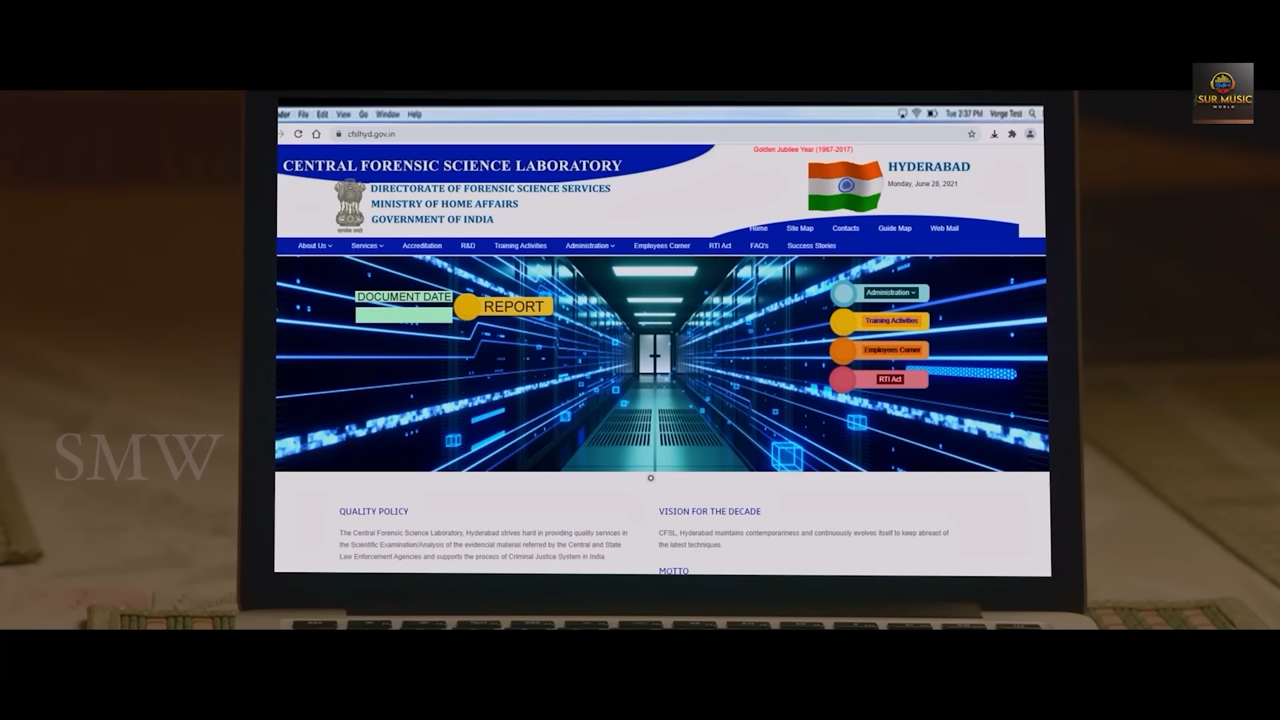 SUR MUSIC
WORLD
der File Edit View Go Window Help
Tue 2:37 PM Verge Test
cfslhyd.gov.in
Golden Jubilee Year (1967-2017)
CENTRAL FORENSIC SCIENCE LABORATORY
HYDERABAD
DIRECTORATE OF FORENSIC SCIENCE SERVICES
Monday, June 28, 2021
MINISTRY OF HOME AFFAIRS
GOVERNMENT OF INDIA
Home Site Map Contacts Guide Map Web Mail
About Us Services Accreditation R&D Training Activities Administration Employees Corner RTI Act FAQ's Success Stories
DOCUMENT DATE
REPORT
Administration
Training Activities
Employees Corner
RTI Act
SMW
QUALITY POLICY
The Central Forensic Science Laboratory, Hyderabad strives hard in providing quality services in
the Scientific Examination/Analysis of the evidencial material referred by the Central and State
Law Enforcement Agencies and supports the process of Criminal Justice System in India.
VISION FOR THE DECADE
CFSL, Hyderabad maintains contemporariness and continuously evolves itself to keep abreast of
the latest techniques
MOTTO